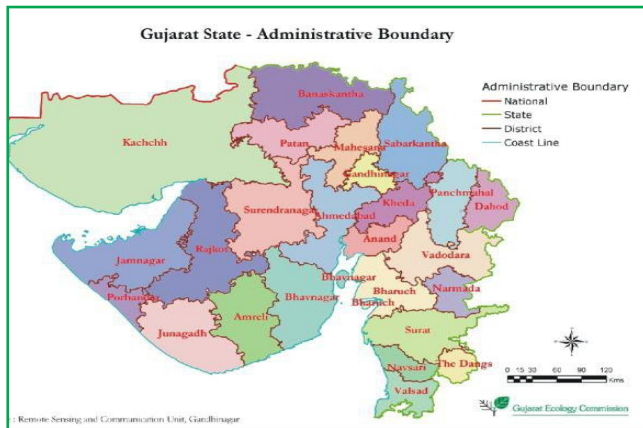 Gujarat State - Administrative Boundary
Administrative Boundary
National
State
District
Coast Line
Banaskantha
Kachchh
Patan
Mahesana
Sabarkantha
Gandhinagar
Surendranagar
Ahmedabad
Kheda
Panchmahal
Dahod
Rajkot
Anand
Vadodara
Jamnagar
Bhavnagar
Bharuch
Narmada
Porbandar
Bhavnagar
Bharuch
Amreli
Junagadh
Surat
Navsari
The Dangs
Valsad
0 15 30 60 90 120
Kms
: Remote Sensing and Communication Unit, Gandhinagar
Gujarat Ecology Commission